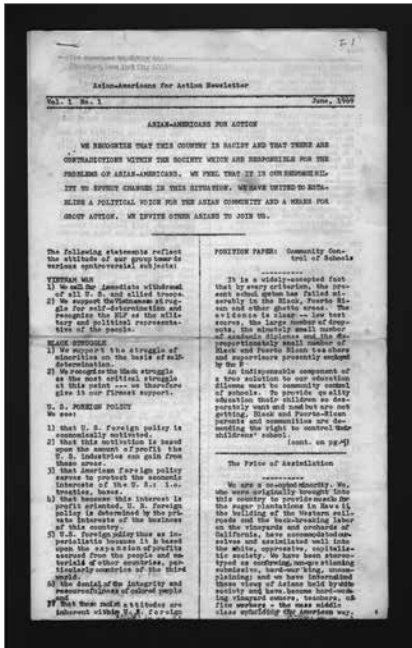 Asian-Americans for Action Newsletter
Vol. 1 No. 1
June, 1969
ASIAN-AMERICANS FOR ACTION
WE RECOGNIZE THAT THIS COUNTRY IS RACIST AND THAT THERE ARE
CONTRADICTIONS WITHIN THE SOCIETY WHICH ARE RESPONSIBLE FOR THE
PROBLEMS OF ASIAN-AMERICANS. WE FEEL THAT IT IS OUR RESPONSIBIL-
ITY TO EFFECT CHANGES IN THIS SITUATION. WE HAVE UNITED TO ESTA-
BLISH A POLITICAL VOICE FOR THE ASIAN COMMUNITY AND A MEANS FOR
GROUP ACTION. WE INVITE OTHER ASIANS TO JOIN US.
The following statements reflect
the attitude of our group towards
various controversial subjects:
VIETNAM WAR
1) We call for immediate withdrawal
of all U. S. and allied troops.
2) We support the Vietnamese strug-
gle for self-determination and
recognize the NLF as the mili-
tary and political representa-
tive of the people.
BLACK STRUGGLE
1) We support the struggle of
minorities on the basis of self-
determination.
2) We recognize the Black struggle
as the most critical struggle
at this point --- we therefore
give it our firmest support.
U. S. FOREIGN POLICY
We see:
1) that U. S. foreign policy is
economically motivated.
2) that this motivation is based
upon the amount of profit the
U. S. industries can gain from
these areas.
3) that American foreign policy
serves to protect the economic
interests of the U. S., i.e.
treaties, bases.
4) that because this interest is
profit oriented, U. S. foreign
policy is determined by the pri-
vate interests of the business
of this country.
5) U.S. foreign policy thus as im-
perialistic because it is based
upon the expansion of profits
accrued from the people and ma-
terials of other countries, par-
ticularly countries of the third
world.
6) the denial of the integrity and
resourcefulness of colored people
and
7) that these racist attitudes are
inherent within U. S. foreign
POSITION PAPER: Community Con-
trol of Schools
It is a widely-accepted fact
that by every criterion, the pre-
sent school system has failed mi-
serably in the Black, Puerto Ri-
can and other ghetto areas. The
evidence is clear -- low test
scores, the large number of drop-
outs, the minutely small number
of academic diplomas and the dis-
proportionately small number of
Black and Puerto Rican teachers
and supervisors presently employed
by the
An indispensable component of
a true solution to our education
dilemma must be community control
of schools. To provide quality
education their children so des-
parately want and need but are not
getting, Black and Puerto-Rican
parents and communities are de-
manding the right to control their
childrens' school.
(cont. on pg.
The Price of Assimilation
We are a co-opted minority. We,
who were originally brought into
this country to provide muscle for
the sugar plantations in Hawaii
the building of the Western rail-
roads and the back-breaking labor
on the vineyards and orchards of
California, have accommodated our-
selves and assimilated well into
the white, oppressive, capitalis-
tic society. We have been stereo-
typed as conforming, non-questioning
submissive, hard-working, uncom-
plaining; and we have internalized
these views of Asians held by white
society and have become hard-work-
ing vineyard owners, teachers, of-
fice workers - the mass middle
class upholding the American way.